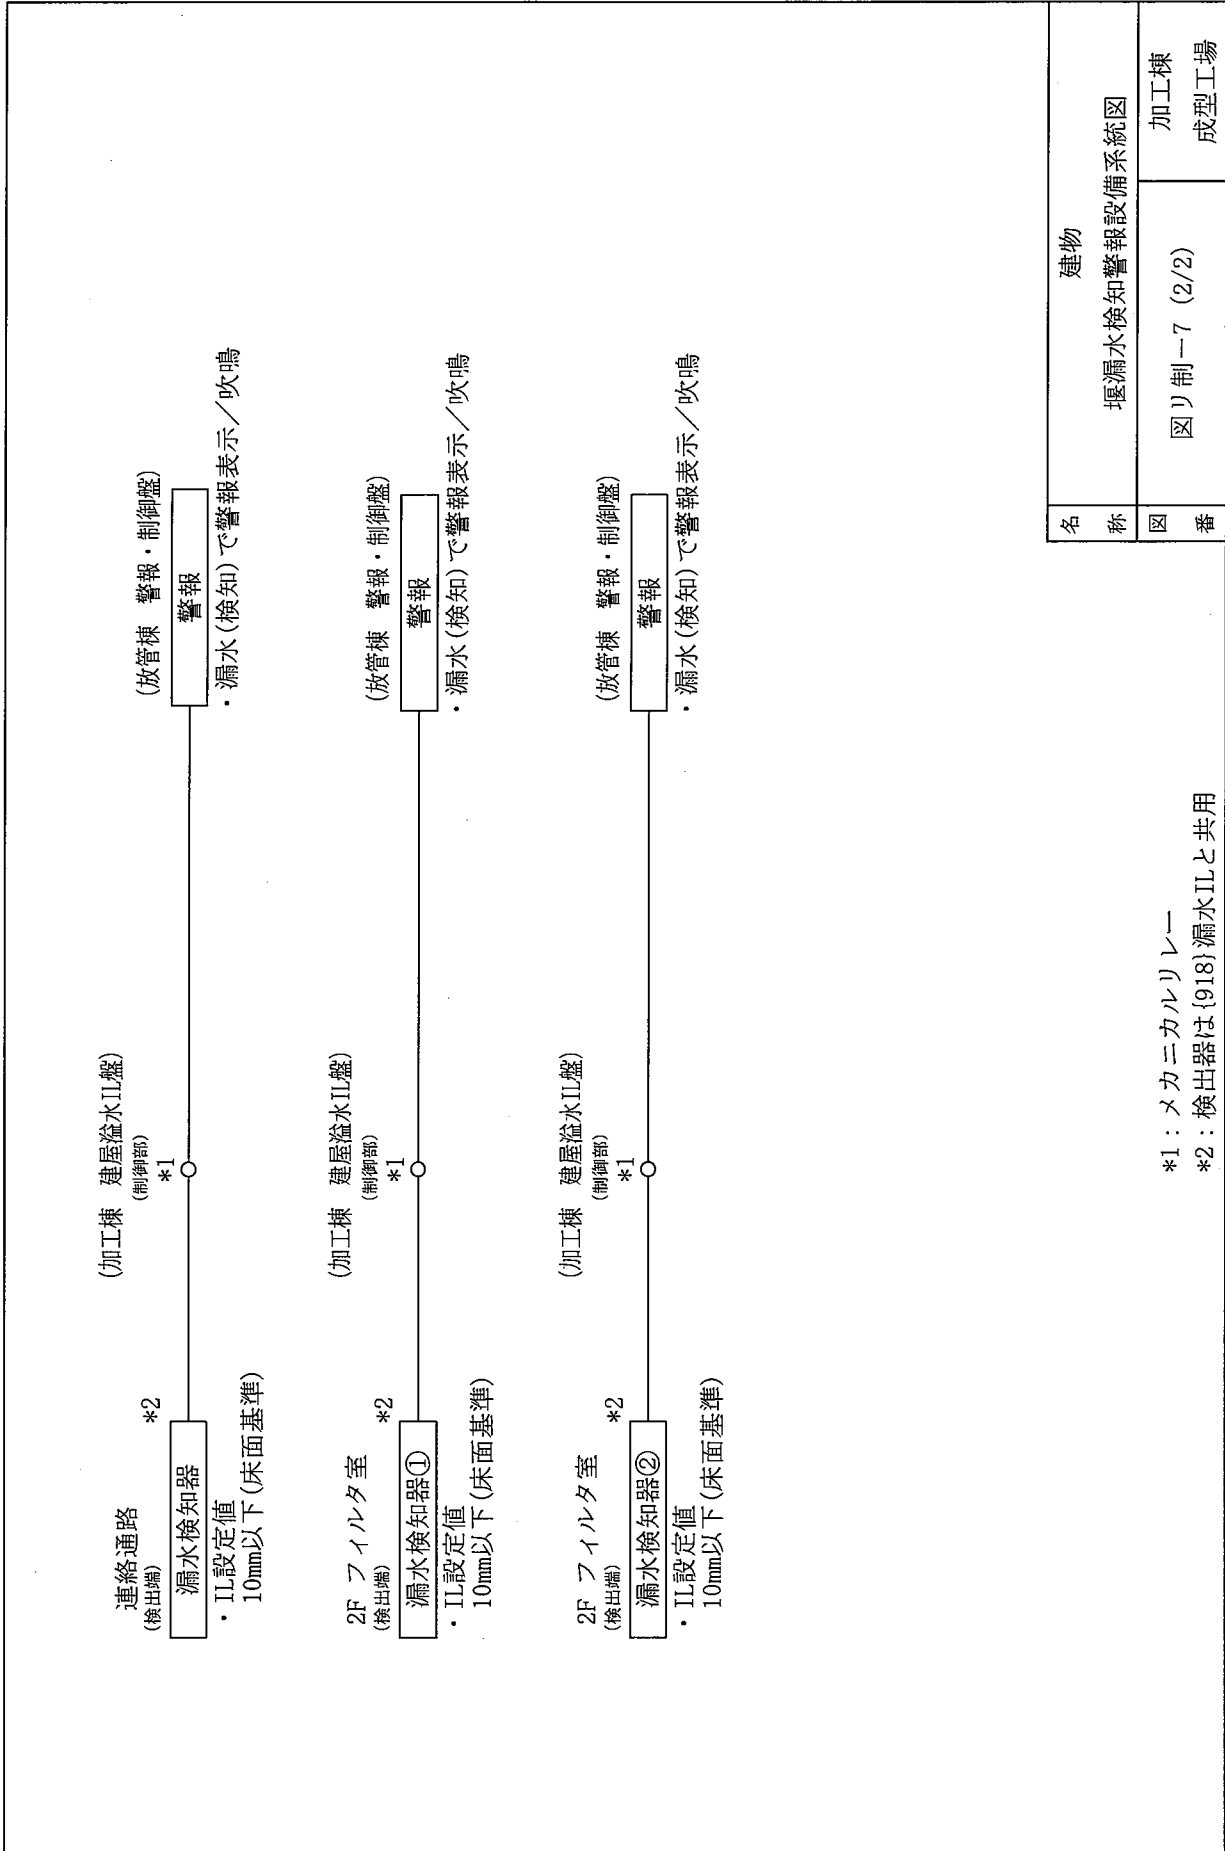 連絡通路
(検出端)
漏水検知器
*2
・IL設定値
10mm以下(床面基準)
(加工棟 建屋溢水IL盤)
(制御部)
*1
(放管棟 警報・制御盤)
警報
・漏水(検知)で警報表示/吹鳴
2F フィルタ室
(検出端)
漏水検知器①
*2
・IL設定値
10mm以下(床面基準)
(加工棟 建屋溢水IL盤)
(制御部)
*1
(放管棟 警報・制御盤)
警報
・漏水(検知)で警報表示/吹鳴
2F フィルタ室
(検出端)
漏水検知器②
*2
・IL設定値
10mm以下(床面基準)
(加工棟 建屋溢水IL盤)
(制御部)
*1
(放管棟 警報・制御盤)
警報
・漏水(検知)で警報表示/吹鳴
*1：メカニカルリレー
*2：検出器は{918}漏水ILと共用
名称
建物
堰漏水検知警報設備系統図
図番
図リ制－7 (2/2)
加工棟
成型工場